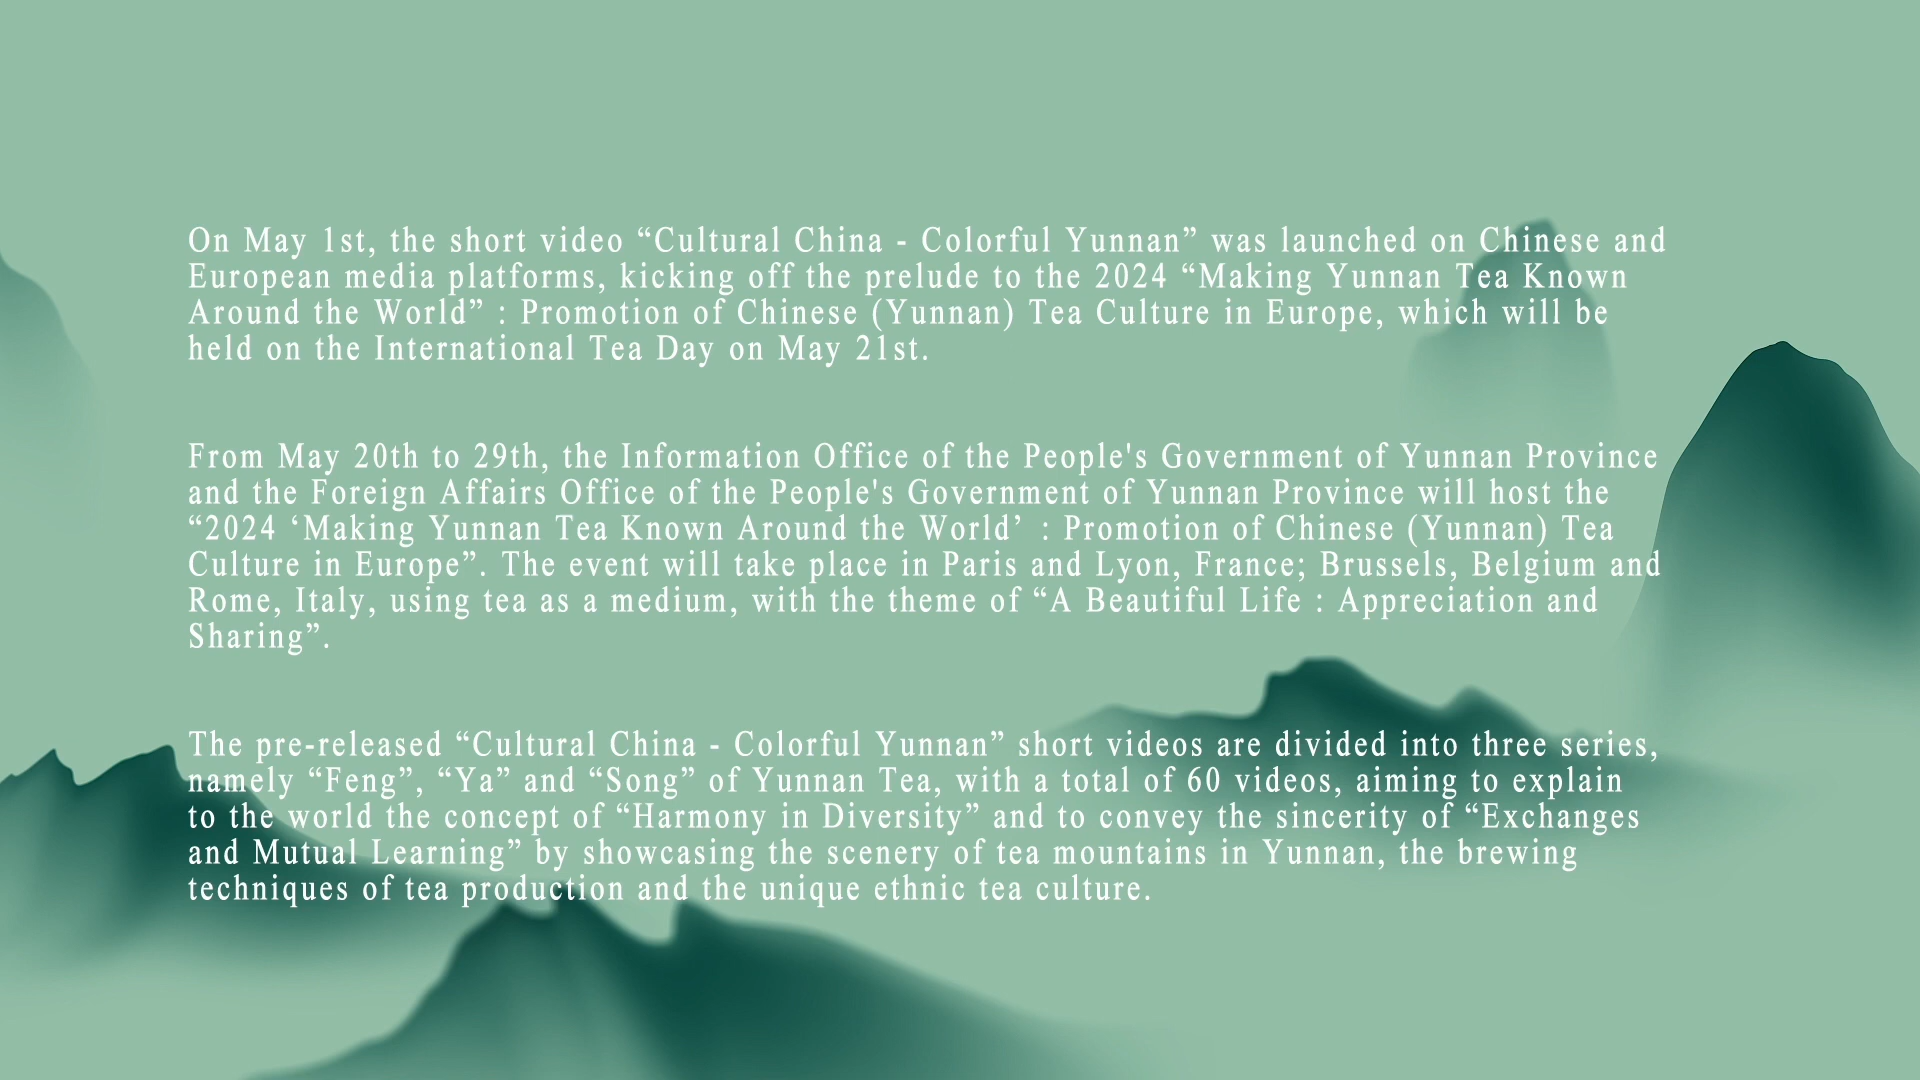 On May 1st, the short video “Cultural China - Colorful Yunnan” was launched on Chinese and
European media platforms, kicking off the prelude to the 2024 “Making Yunnan Tea Known
Around the World” : Promotion of Chinese (Yunnan) Tea Culture in Europe, which will be
held on the International Tea Day on May 21st.
From May 20th to 29th, the Information Office of the People's Government of Yunnan Province
and the Foreign Affairs Office of the People's Government of Yunnan Province will host the
“2024 ‘Making Yunnan Tea Known Around the World’ : Promotion of Chinese (Yunnan) Tea
Culture in Europe”. The event will take place in Paris and Lyon, France; Brussels, Belgium and
Rome, Italy, using tea as a medium, with the theme of “A Beautiful Life : Appreciation and
Sharing”.
The pre-released “Cultural China - Colorful Yunnan” short videos are divided into three series,
namely “Feng”, “Ya” and “Song” of Yunnan Tea, with a total of 60 videos, aiming to explain
to the world the concept of “Harmony in Diversity” and to convey the sincerity of “Exchanges
and Mutual Learning” by showcasing the scenery of tea mountains in Yunnan, the brewing
techniques of tea production and the unique ethnic tea culture.